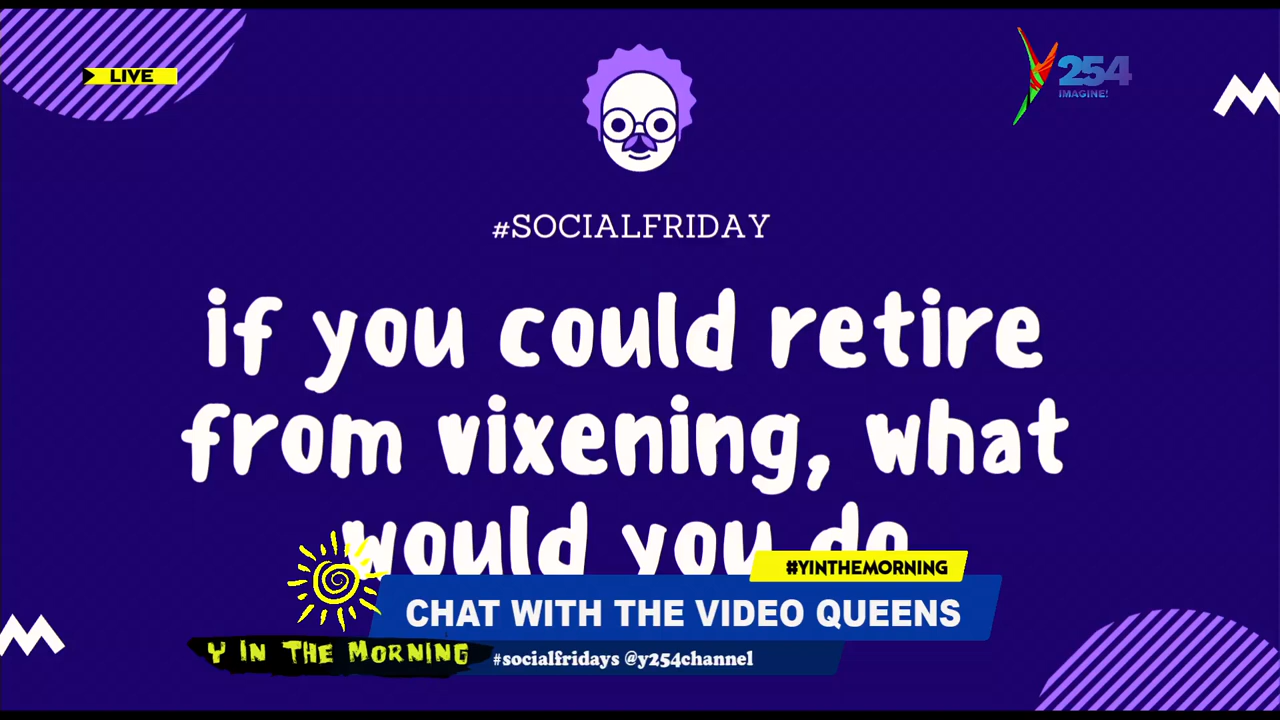 LIVE
254
IMAGINE!
#SOCIALFRIDAY
if you could retire
from vixening, what
would you do
#YINTHEMORNING
CHAT WITH THE VIDEO QUEENS
Y IN THE MORNING
#socialfridays @y254channel